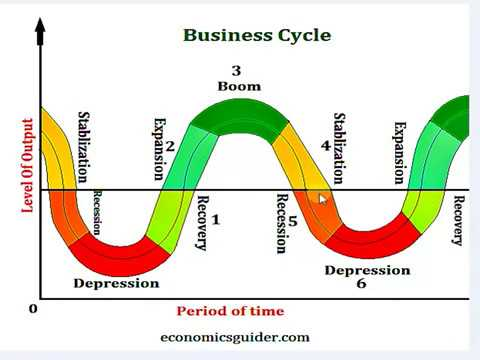 Business Cycle
3
Boom
Level Of Output
Stablization
Recession
Depression
Expansion
2
Recovery
1
4
Stablization
Recession
5
Depression
6
Expansion
Recovery
0
Period of time
economicsguider.com